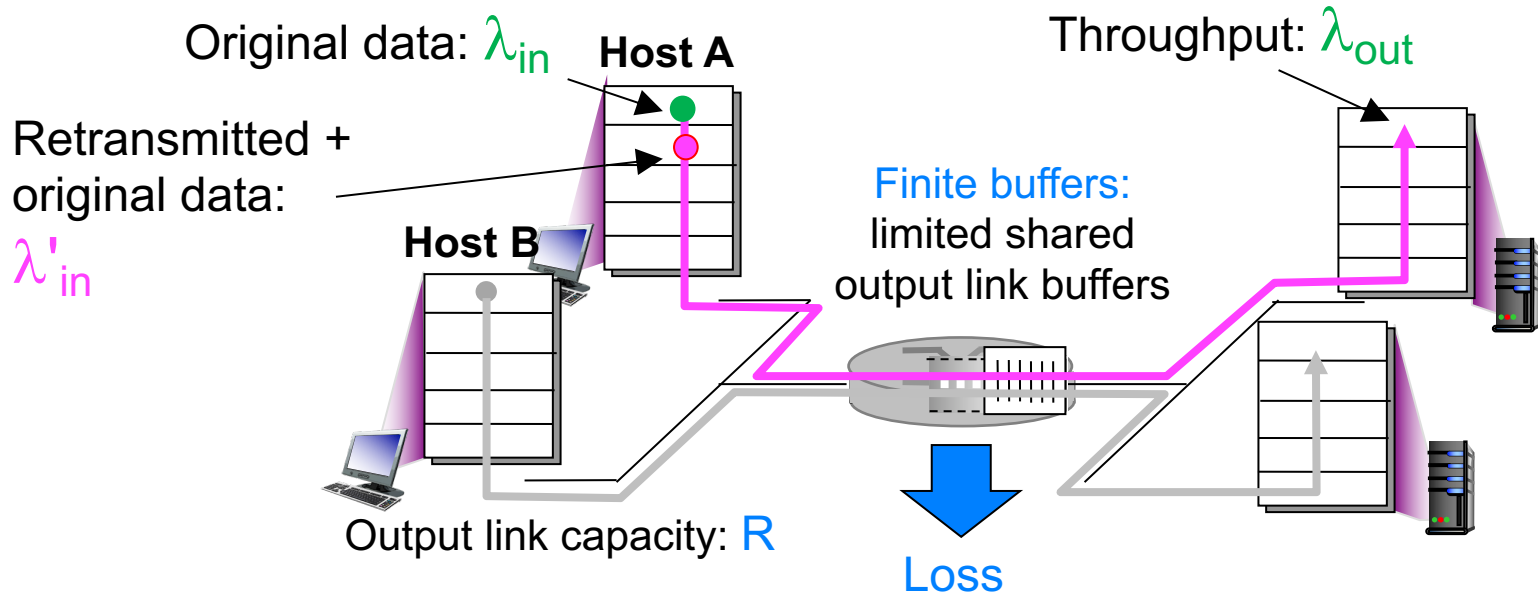 Original data: λin
Host A
Throughput: λout
Retransmitted +
original data:
λ'in
Finite buffers:
limited shared
output link buffers
Host B
Output link capacity: R
Loss